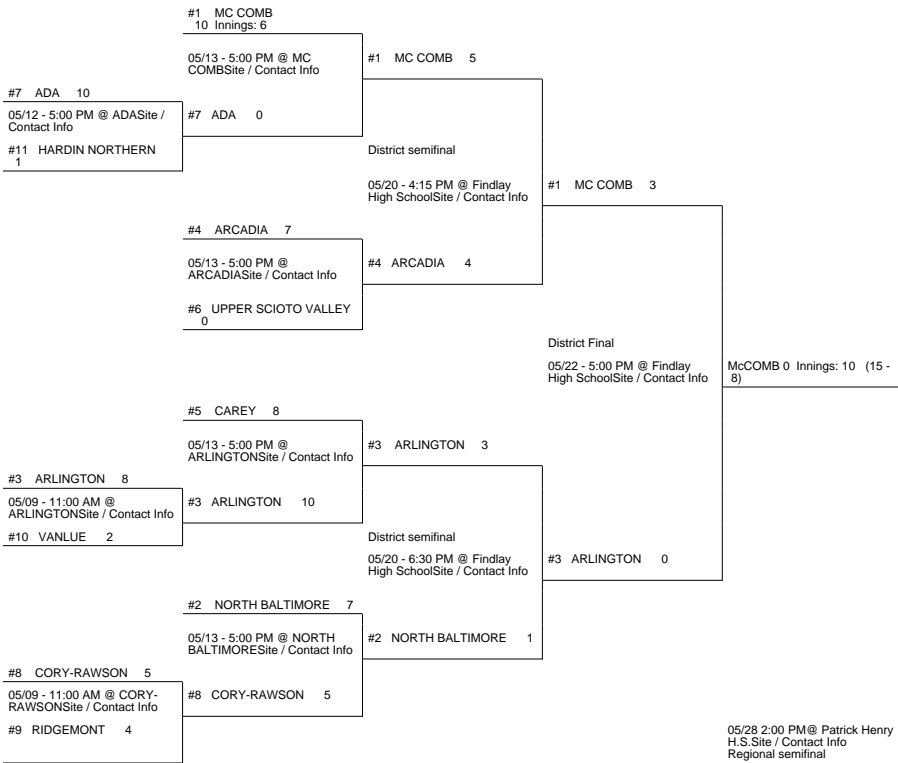 #1 MC COMB
10 Innings: 6
05/13 - 5:00 PM @ MC
COMBSite / Contact Info
#1 MC COMB 5
#7 ADA 10
05/12 - 5:00 PM @ ADASite /
Contact Info
#7 ADA 0
#11 HARDIN NORTHERN
1
District semifinal
05/20 - 4:15 PM @ Findlay
High SchoolSite / Contact Info
#1 MC COMB 3
#4 ARCADIA 7
05/13 - 5:00 PM @
ARCADIASite / Contact Info
#4 ARCADIA 4
#6 UPPER SCIOTO VALLEY
0
District Final
05/22 - 5:00 PM @ Findlay
High SchoolSite / Contact Info
McCOMB 0 Innings: 10 (15 -
8)
#5 CAREY 8
05/13 - 5:00 PM @
ARLINGTONSite / Contact Info
#3 ARLINGTON 3
#3 ARLINGTON 8
05/09 - 11:00 AM @
ARLINGTONSite / Contact Info
#3 ARLINGTON 10
#10 VANLUE 2
District semifinal
05/20 - 6:30 PM @ Findlay
High SchoolSite / Contact Info
#3 ARLINGTON 0
#2 NORTH BALTIMORE 7
05/13 - 5:00 PM @ NORTH
BALTIMORESite / Contact Info
#2 NORTH BALTIMORE 1
#8 CORY-RAWSON 5
05/09 - 11:00 AM @ CORY-
RAWSONSite / Contact Info
#8 CORY-RAWSON 5
#9 RIDGEMONT 4
05/28 2:00 PM@ Patrick Henry
H.S.Site / Contact Info
Regional semifinal